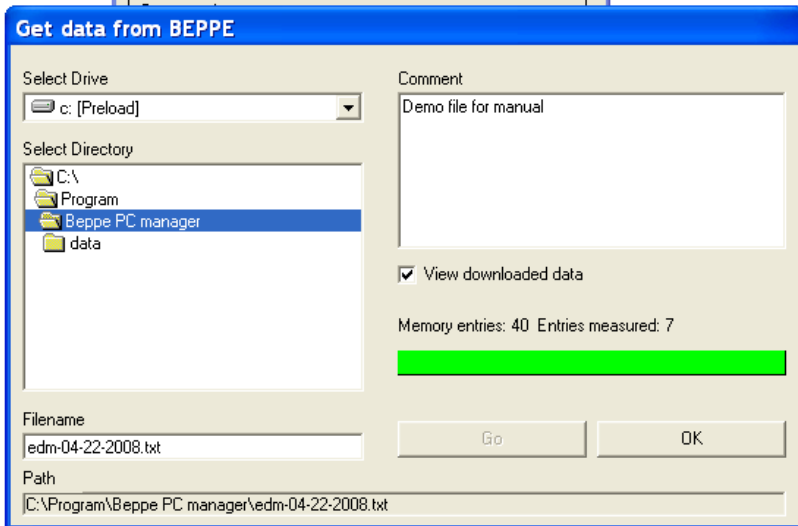 Get data from BEPPE
Select Drive
c: [Preload]
Select Directory
C:\
Program
Beppe PC manager
data
Comment
Demo file for manual
View downloaded data
Memory entries: 40 Entries measured: 7
Filename
edm-04-22-2008.txt
Go
OK
Path
C:\Program\Beppe PC manager\edm-04-22-2008.txt